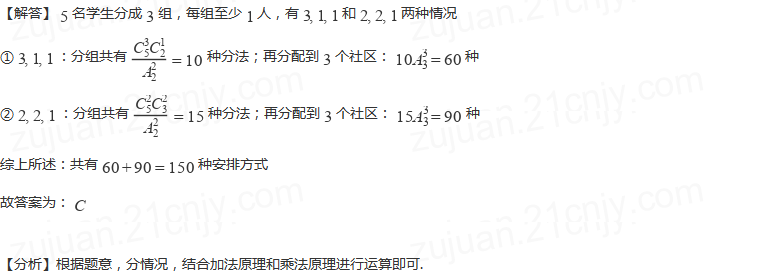 【解答】5名学生分成3组，每组至少1人，有3, 1, 1和2, 2, 1两种情况
① 3, 1, 1：分组共有 \frac{C_5^3 C_2^1}{A_2^2} = 10 种分法；再分配到3个社区：10A_3^3 = 60 种
② 2, 2, 1：分组共有 \frac{C_5^2 C_3^2}{A_2^2} = 15 种分法；再分配到3个社区：15A_3^3 = 90 种
综上所述：共有 60+90=150 种安排方式
故答案为：C
【分析】根据题意，分情况，结合加法原理和乘法原理进行运算即可.
zujuan.21cnjy.com